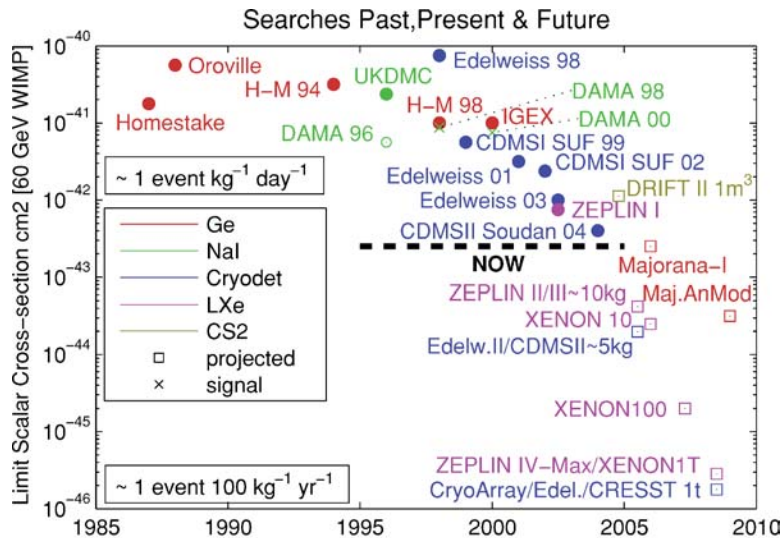 Searches Past,Present & Future
Limit Scalar Cross-section cm2 [60 GeV WIMP]
10⁻⁴⁰
10⁻⁴¹
10⁻⁴²
10⁻⁴³
10⁻⁴⁴
10⁻⁴⁵
10⁻⁴⁶
Oroville
Edelweiss 98
UKDMC
H-M 94
DAMA 98
H-M 98
IGEX
Homestake
DAMA 00
DAMA 96
CDMSI SUF 99
~ 1 event kg⁻¹ day⁻¹
Edelweiss 01
CDMSI SUF 02
DRIFT II 1m³
Edelweiss 03
ZEPLIN I
CDMSII Soudan 04
NOW
Majorana-I
ZEPLIN II/III~10kg
Maj.AnMod
XENON 10
Edelw.II/CDMSII~5kg
XENON100
ZEPLIN IV-Max/XENON1T
CryoArray/Edel./CRESST 1t
Ge
NaI
Cryodet
LXe
CS2
projected
signal
~ 1 event 100 kg⁻¹ yr⁻¹
1985
1990
1995
2000
2005
2010